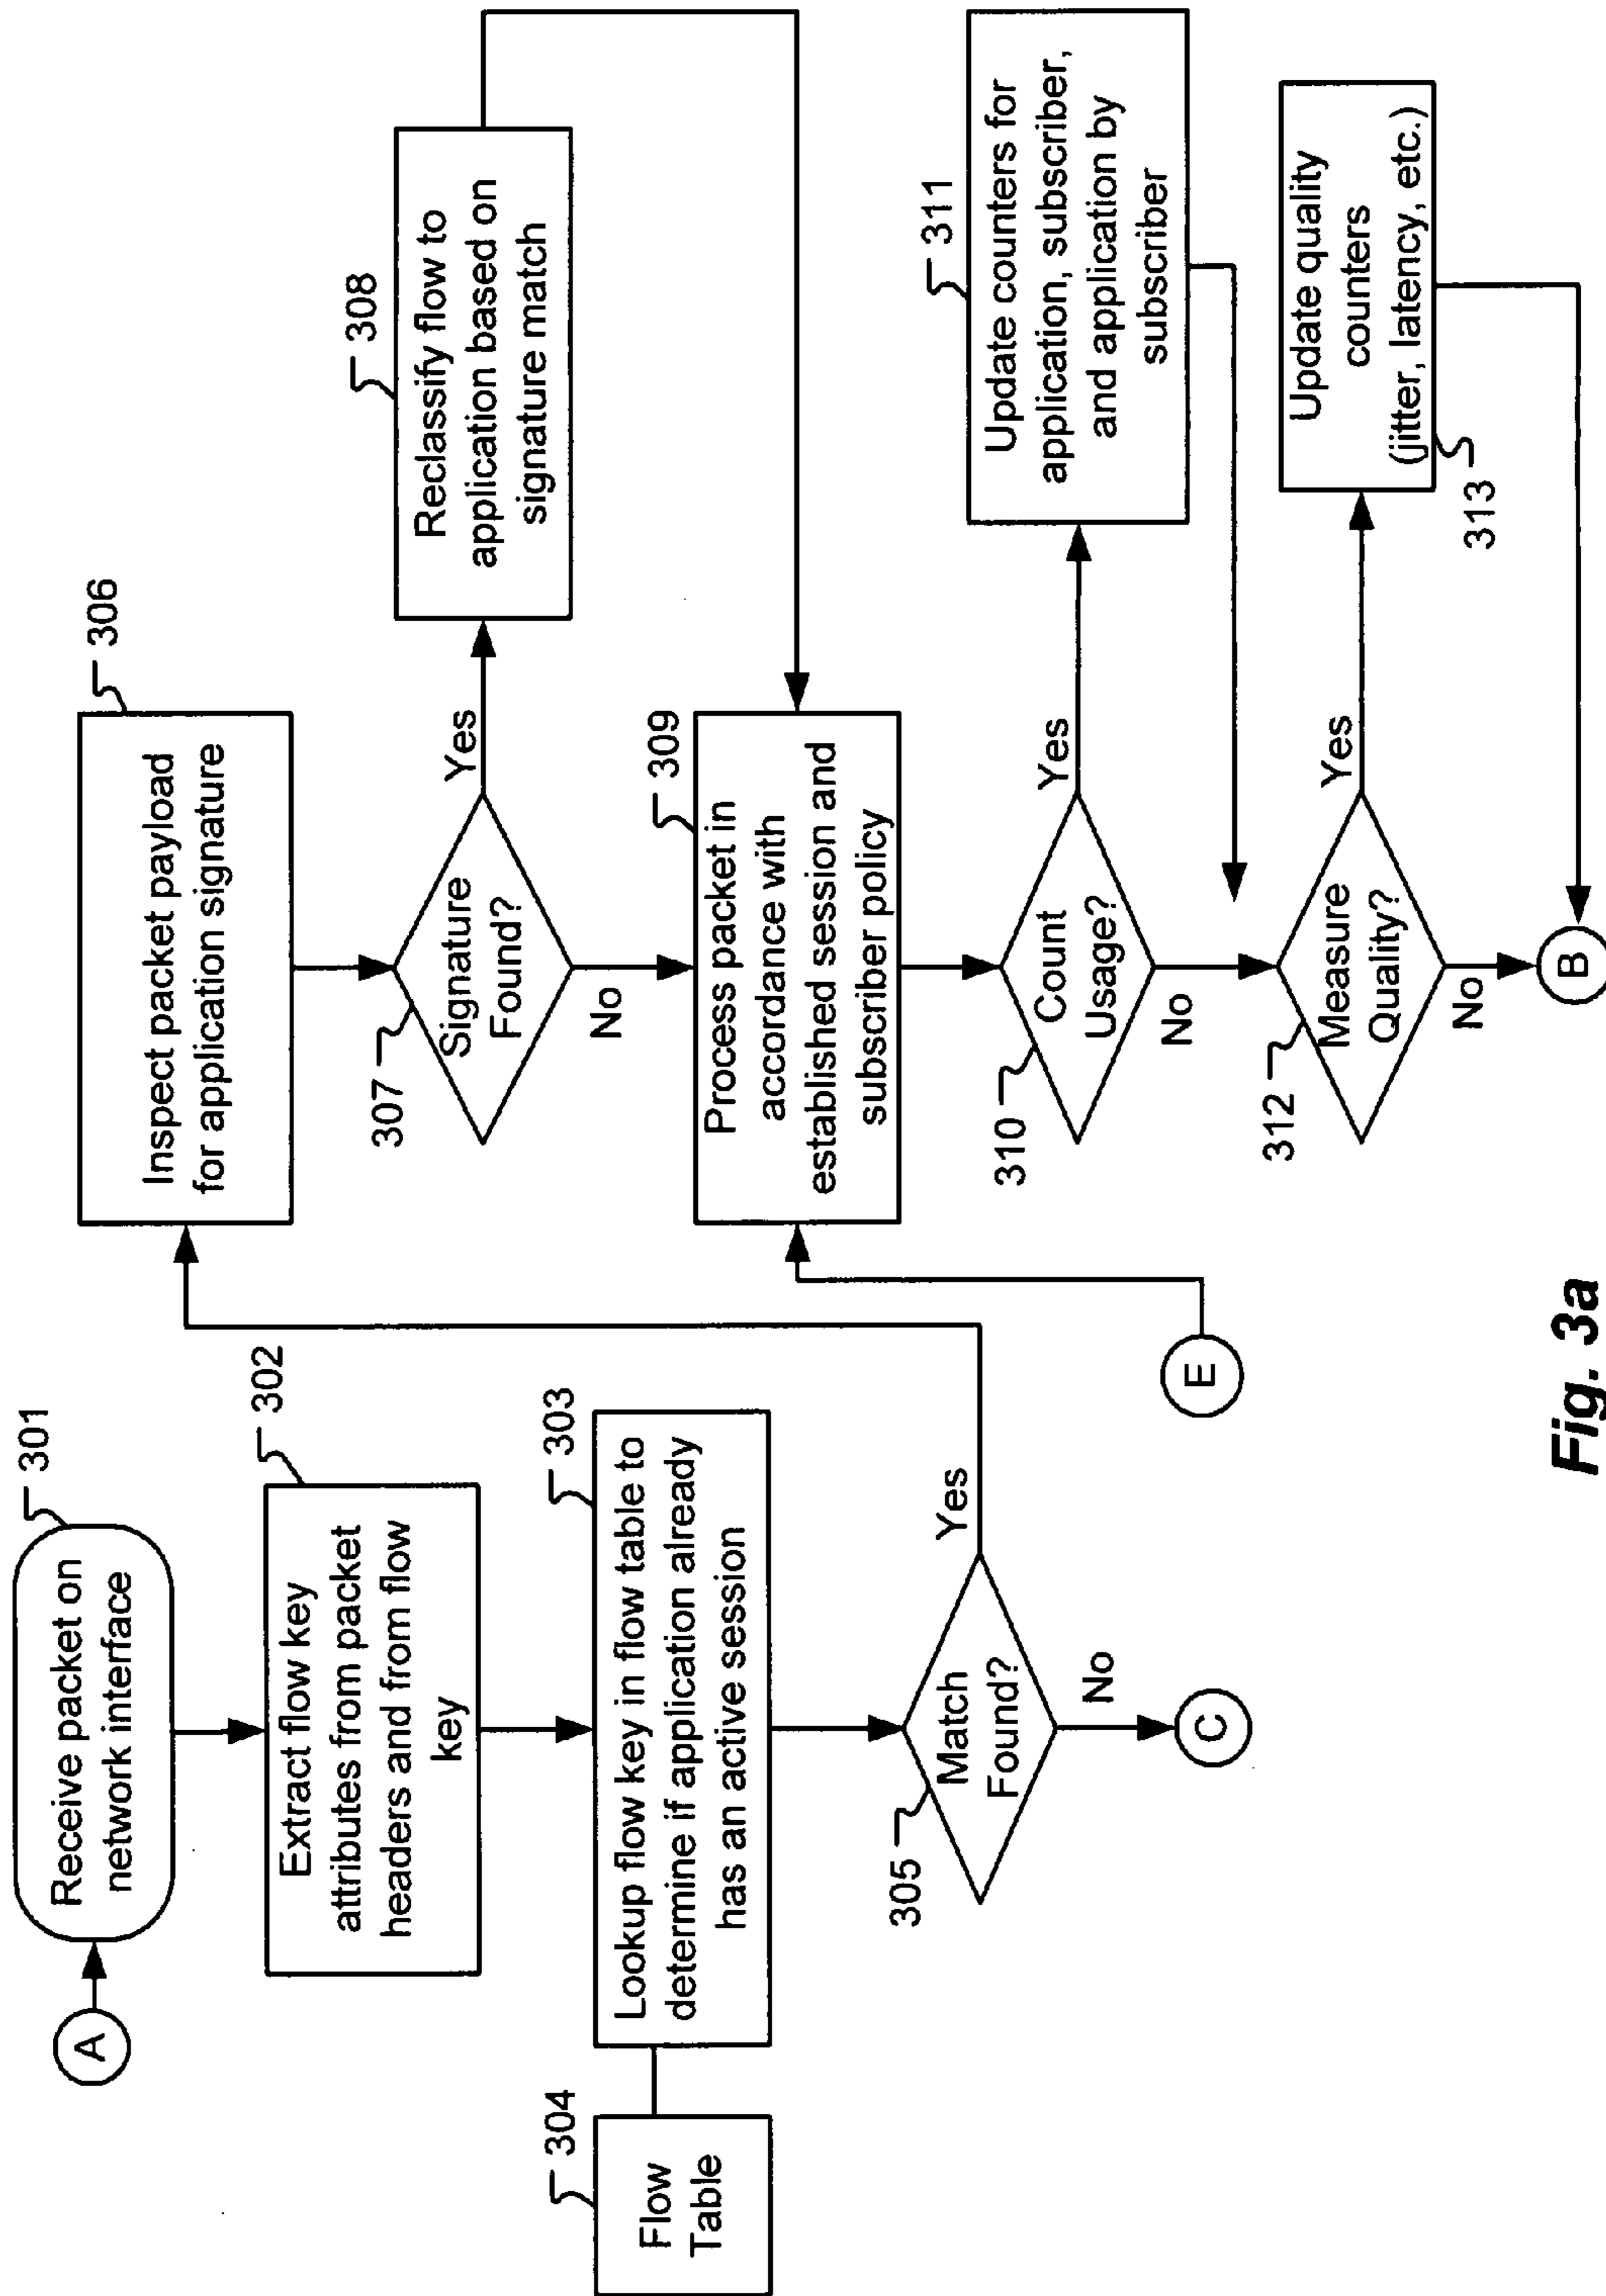 A
301
Receive packet on
network interface
302
Extract flow key
attributes from packet
headers and from flow
key
304
Flow
Table
303
Lookup flow key in flow table to
determine if application already
has an active session
305
Match
Found?
Yes
No
C
E
306
Inspect packet payload
for application signature
307
Signature
Found?
Yes
No
308
Reclassify flow to
application based on
signature match
309
Process packet in
accordance with
established session and
subscriber policy
310
Count
Usage?
Yes
No
311
Update counters for
application, subscriber,
and application by
subscriber
312
Measure
Quality?
Yes
No
313
Update quality
counters
(jitter, latency, etc.)
B
Fig. 3a